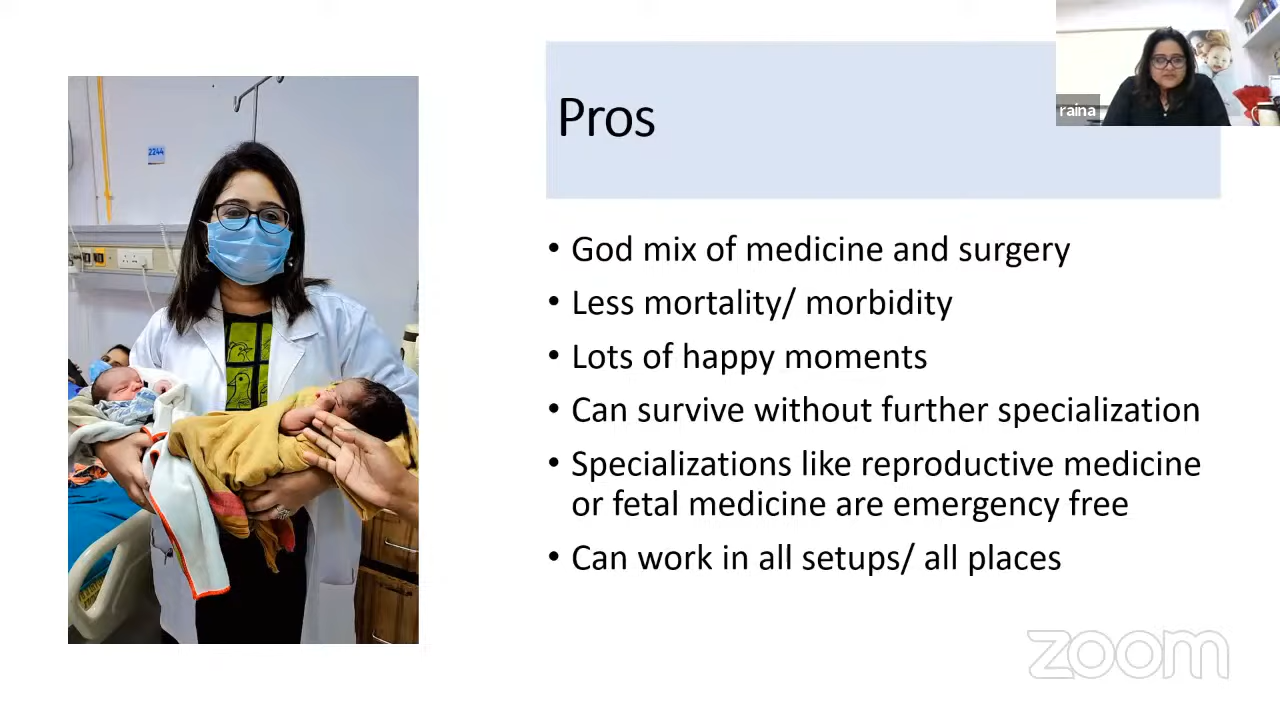 2244
Pros
raina
• God mix of medicine and surgery
• Less mortality/ morbidity
• Lots of happy moments
• Can survive without further specialization
• Specializations like reproductive medicine
or fetal medicine are emergency free
• Can work in all setups/ all places
zoom